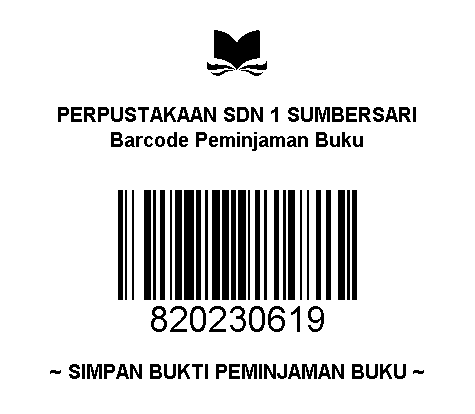 PERPUSTAKAAN SDN 1 SUMBERSARI
Barcode Peminjaman Buku
820230619
~ SIMPAN BUKTI PEMINJAMAN BUKU ~